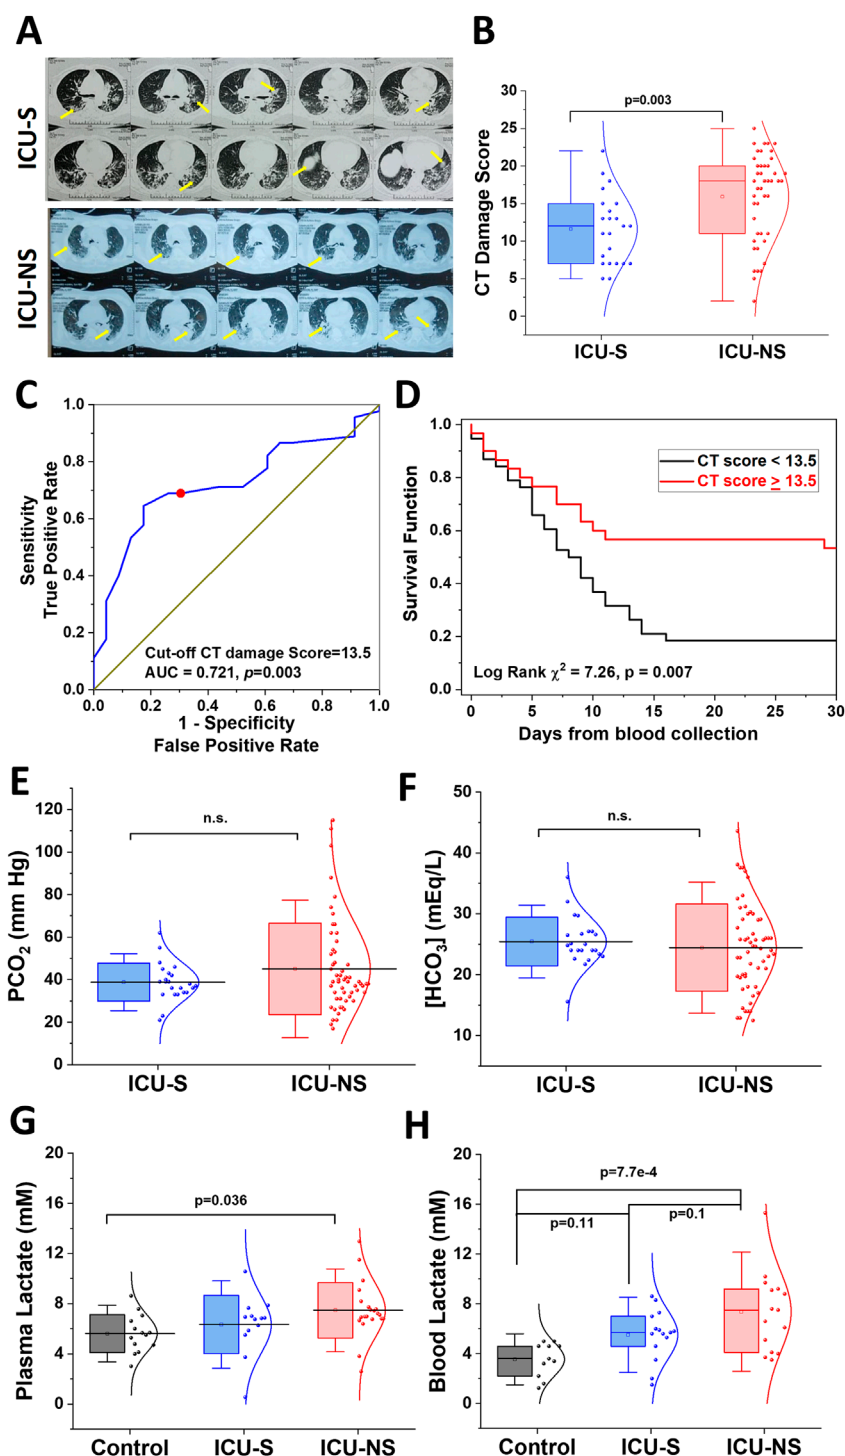 A
ICU-S
ICU-NS
B
CT Damage Score
30
25
20
15
10
5
0
p=0.003
ICU-S
ICU-NS
C
Sensitivity
True Positive Rate
1.0
0.8
0.6
0.4
0.2
0.0
Cut-off CT damage Score=13.5
AUC = 0.721, p=0.003
0.0 0.2 0.4 0.6 0.8 1.0
1 - Specificity
False Positive Rate
D
Survival Function
1.0
0.8
0.6
0.4
0.2
0.0
CT score < 13.5
CT score ≥ 13.5
Log Rank χ² = 7.26, p = 0.007
0 5 10 15 20 25 30
Days from blood collection
E
PCO₂ (mm Hg)
120
100
80
60
40
20
0
n.s.
ICU-S
ICU-NS
F
[HCO₃] (mEq/L)
50
40
30
20
10
n.s.
ICU-S
ICU-NS
G
Plasma Lactate (mM)
20
16
12
8
4
0
p=0.036
Control
ICU-S
ICU-NS
H
Blood Lactate (mM)
20
16
12
8
4
0
p=7.7e-4
p=0.11
p=0.1
Control
ICU-S
ICU-NS